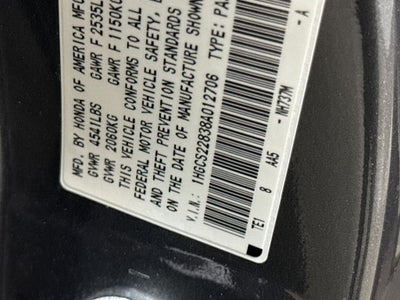 MFD. BY HONDA OF AMERICA MFG
GVWR 4541LBS GAWR F 2535L
GVWR 2060KG GAWR F 1150KG
THIS VEHICLE CONFORMS TO ALL
FEDERAL MOTOR VEHICLE SAFETY,
AND THEFT PREVENTION STANDARDS
ON THE DATE OF MANUFACTURE SHOWN
V.I.N.: 1HGCS22838A012706 TYPE: PA
TE1 8 AA5 - NH737M - A